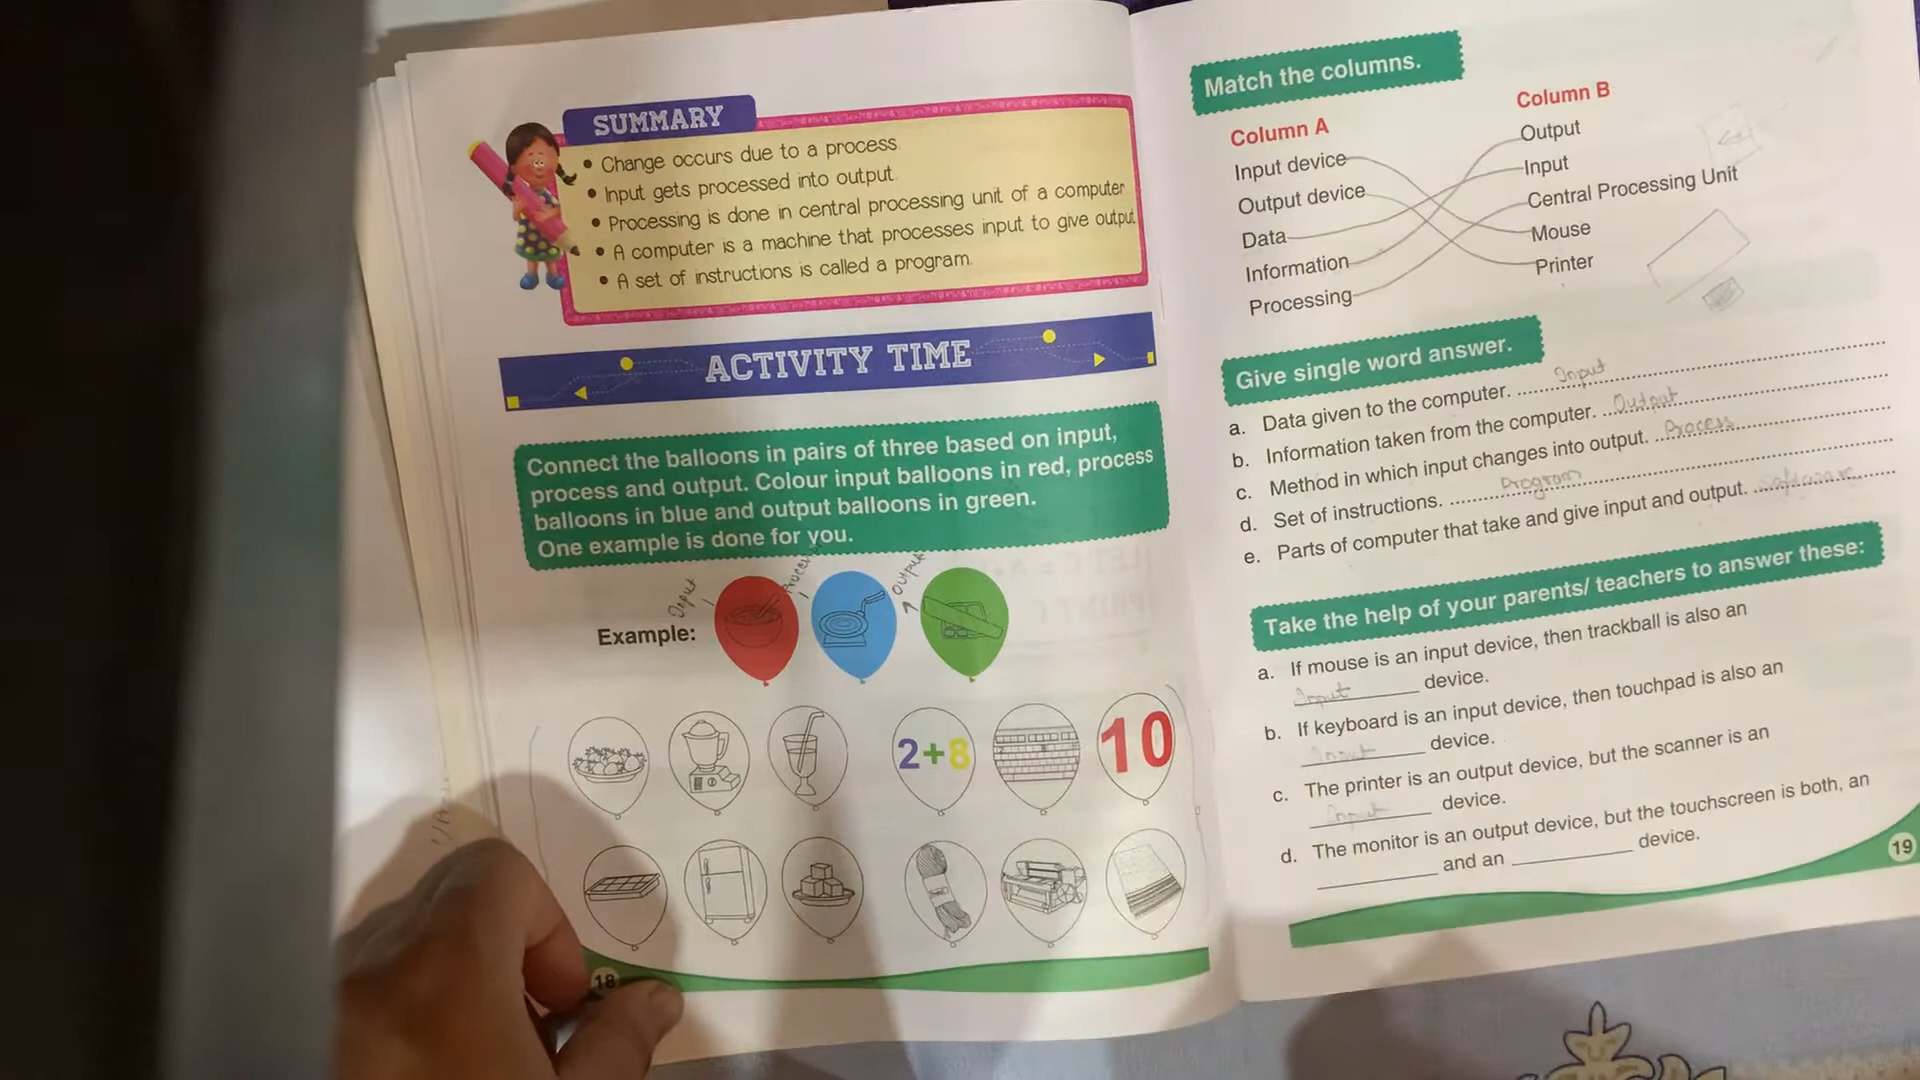 SUMMARY
• Change occurs due to a process.
• Input gets processed into output.
• Processing is done in central processing unit of a computer
• A computer is a machine that processes input to give output.
• A set of instructions is called a program.
ACTIVITY TIME
Connect the balloons in pairs of three based on input,
process and output. Colour input balloons in red, process
balloons in blue and output balloons in green.
One example is done for you.
Input
Output
Example:
2+8
10
18
Match the columns.
Column A
Column B
Input device
Output
Output device
Input
Data
Central Processing Unit
Information
Mouse
Processing
Printer
Give single word answer.
a. Data given to the computer. Input
b. Information taken from the computer. Output
c. Method in which input changes into output. Process
d. Set of instructions. Program
e. Parts of computer that take and give input and output.
Take the help of your parents/ teachers to answer these:
a. If mouse is an input device, then trackball is also an
Input device.
b. If keyboard is an input device, then touchpad is also an
Input device.
c. The printer is an output device, but the scanner is an
Input device.
d. The monitor is an output device, but the touchscreen is both, an
and an device.
19